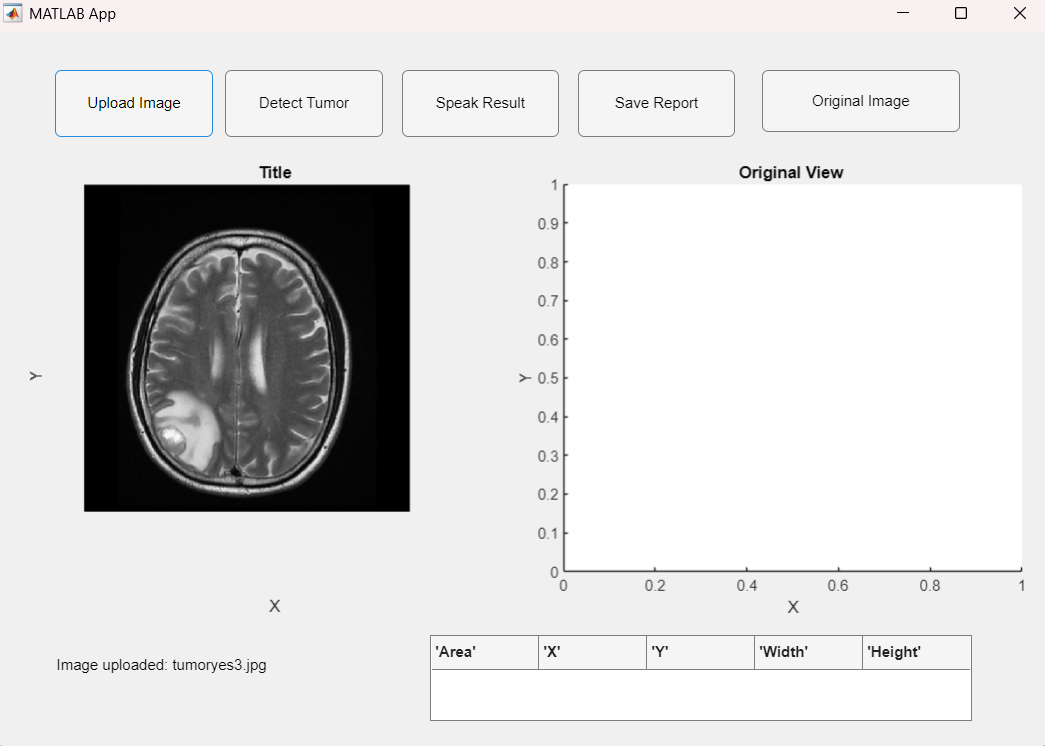 MATLAB App
Upload Image
Detect Tumor
Speak Result
Save Report
Original Image
Title
Y
X
Original View
1
0.9
0.8
0.7
0.6
0.5
0.4
0.3
0.2
0.1
0
Y
0 0.2 0.4 0.6 0.8 1
X
Image uploaded: tumoryes3.jpg
'Area' 'X' 'Y' 'Width' 'Height'